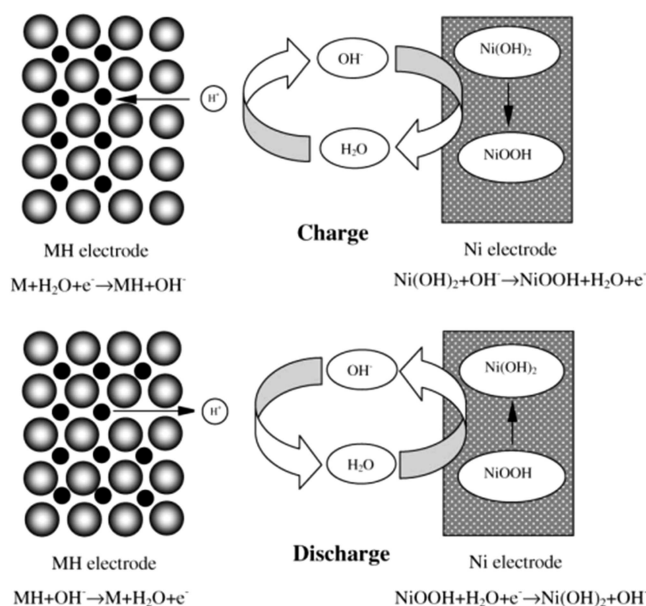 OH⁻
Ni(OH)₂
H⁺
H₂O
NiOOH
Charge
MH electrode
Ni electrode
M+H₂O+e⁻→MH+OH⁻
Ni(OH)₂+OH⁻→NiOOH+H₂O+e⁻
OH⁻
Ni(OH)₂
H⁺
H₂O
NiOOH
Discharge
MH electrode
Ni electrode
MH+OH⁻→M+H₂O+e⁻
NiOOH+H₂O+e⁻→Ni(OH)₂+OH⁻